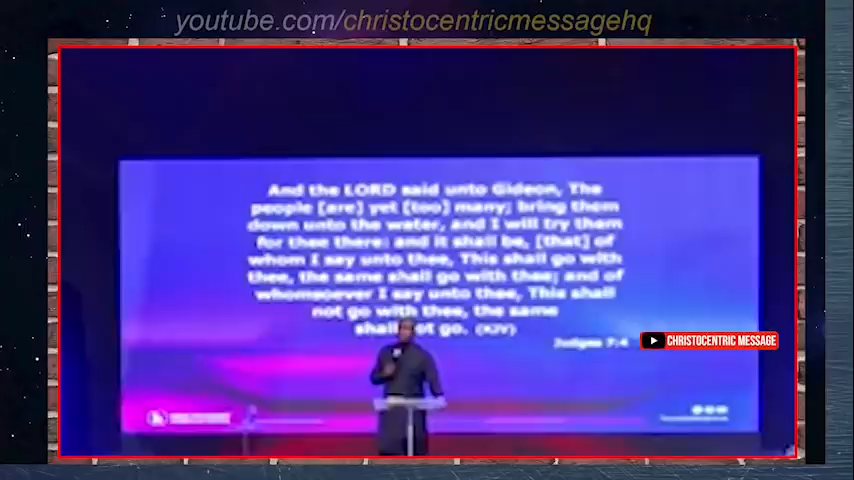 youtube.com/christocentricmessagehq
And the LORD said unto Gideon, The
people [are] yet [too] many; bring them
down unto the water, and I will try them
for thee there: and it shall be, [that] of
whom I say unto thee, This shall go with
thee, the same shall go with thee; and of
whomsoever I say unto thee, This shall
not go with thee, the same
shall not go. (KJV)
Judges 7:4
CHRISTOCENTRIC MESSAGE